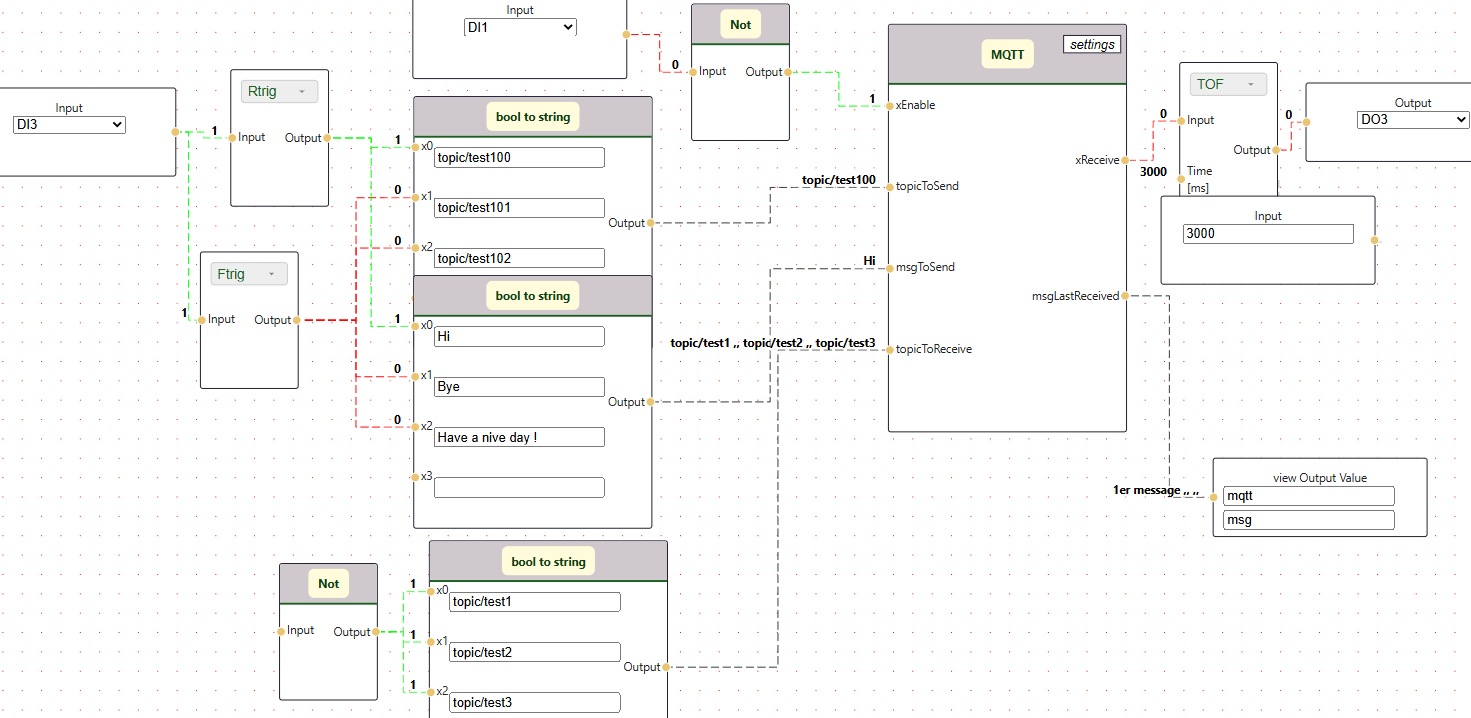 Input
DI1
0
Not
Input
Output
1
MQTT
settings
xEnable
xReceive
topicToSend
msgToSend
msgLastReceived
topicToReceive
0
3000
TOF
Input
Output
Time
[ms]
0
Output
DO3
Input
3000
Input
DI3
1
Rtrig
Input
Output
1
Ftrig
Input
Output
bool to string
1
x0
topic/test100
0
x1
topic/test101
0
x2
topic/test102
Output
topic/test100
bool to string
1
x0
Hi
0
x1
Bye
0
x2
Have a nive day !
x3
Output
Hi
topic/test1 ,, topic/test2 ,, topic/test3
1er message ,, ,,
view Output Value
mqtt
msg
Not
Input
Output
bool to string
1
x0
topic/test1
1
x1
topic/test2
1
x2
topic/test3
Output